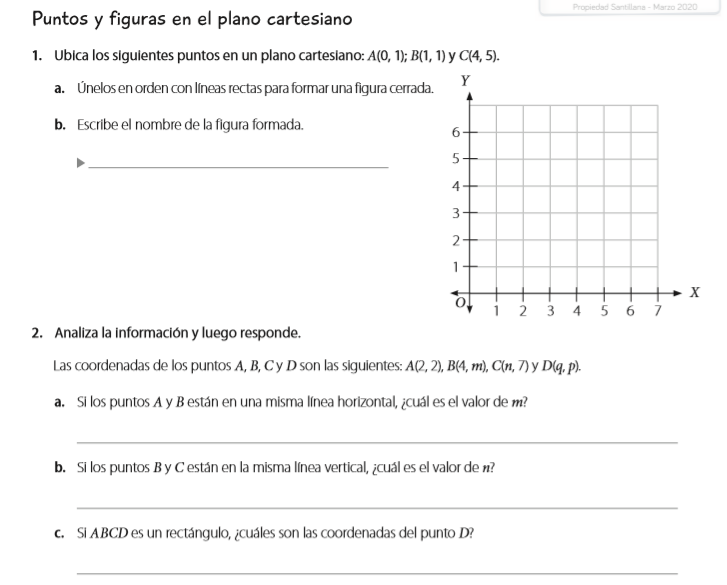 Propiedad Santillana - Marzo 2020
Puntos y figuras en el plano cartesiano
1. Ubica los siguientes puntos en un plano cartesiano: A(0, 1); B(1, 1) y C(4, 5).
a. Únelos en orden con líneas rectas para formar una figura cerrada.
b. Escribe el nombre de la figura formada.
Y
6
5
4
3
2
1
O
1 2 3 4 5 6 7
X
2. Analiza la información y luego responde.
Las coordenadas de los puntos A, B, C y D son las siguientes: A(2, 2), B(4, m), C(n, 7) y D(q, p).
a. Si los puntos A y B están en una misma línea horizontal, ¿cuál es el valor de m?
b. Si los puntos B y C están en la misma línea vertical, ¿cuál es el valor de n?
c. Si ABCD es un rectángulo, ¿cuáles son las coordenadas del punto D?